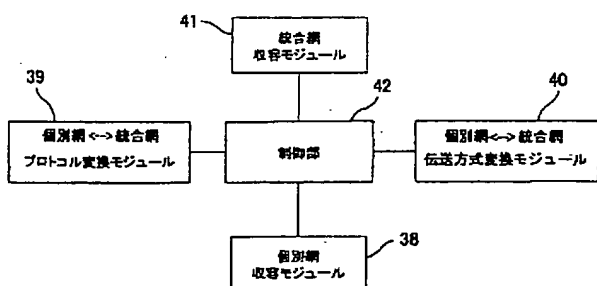 41
統合網
収容モジュール
39
42
40
個別網<-->統合網
プロトコル変換モジュール
制御部
個別網<-->統合網
伝送方式変換モジュール
個別網
収容モジュール
38